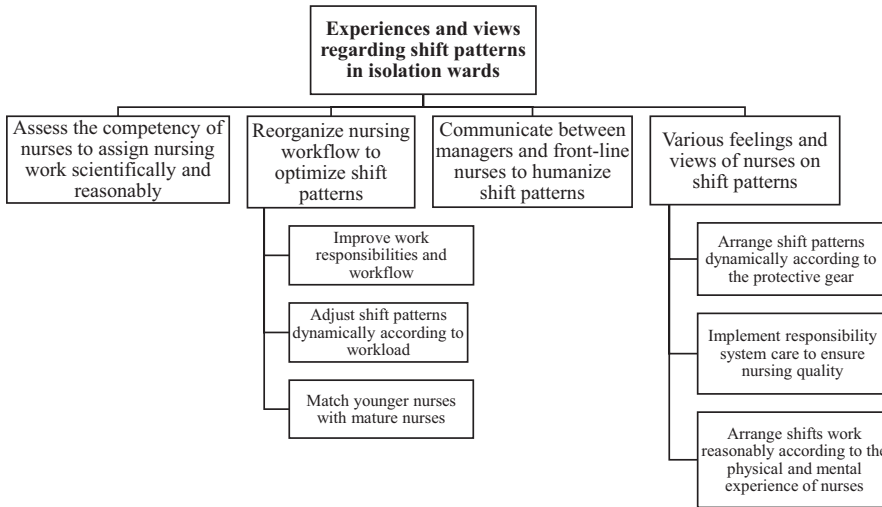 Experiences and views
regarding shift patterns
in isolation wards
Assess the competency of
nurses to assign nursing
work scientifically and
reasonably
Reorganize nursing
workflow to
optimize shift
patterns
Communicate between
managers and front-line
nurses to humanize
shift patterns
Various feelings and
views of nurses on
shift patterns
Improve work
responsibilities and
workflow
Adjust shift patterns
dynamically according to
workload
Match younger nurses
with mature nurses
Arrange shift patterns
dynamically according to
the protective gear
Implement responsibility
system care to ensure
nursing quality
Arrange shifts work
reasonably according to the
physical and mental
experience of nurses